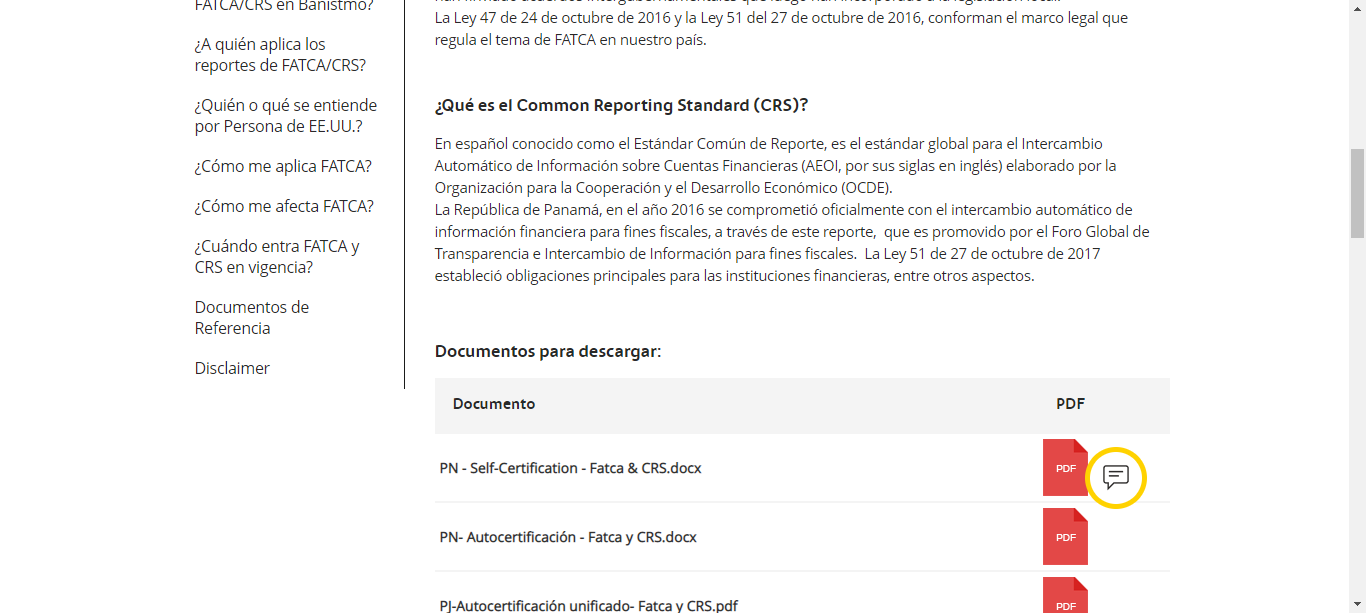 FATCA/CRS en Banistmo?
¿A quién aplica los
reportes de FATCA/CRS?
¿Quién o qué se entiende
por Persona de EE.UU.?
¿Cómo me aplica FATCA?
¿Cómo me afecta FATCA?
¿Cuándo entra FATCA y
CRS en vigencia?
Documentos de
Referencia
Disclaimer
La Ley 47 de 24 de octubre de 2016 y la Ley 51 del 27 de octubre de 2016, conforman el marco legal que
regula el tema de FATCA en nuestro país.
¿Qué es el Common Reporting Standard (CRS)?
En español conocido como el Estándar Común de Reporte, es el estándar global para el Intercambio
Automático de Información sobre Cuentas Financieras (AEOI, por sus siglas en inglés) elaborado por la
Organización para la Cooperación y el Desarrollo Económico (OCDE).
La República de Panamá, en el año 2016 se comprometió oficialmente con el intercambio automático de
información financiera para fines fiscales, a través de este reporte,  que es promovido por el Foro Global de
Transparencia e Intercambio de Información para fines fiscales.  La Ley 51 de 27 de octubre de 2017
estableció obligaciones principales para las instituciones financieras, entre otros aspectos.
Documentos para descargar:
Documento PDF
PN - Self-Certification - Fatca & CRS.docx PDF
PN- Autocertificación - Fatca y CRS.docx PDF
PJ-Autocertificación unificado- Fatca y CRS.pdf PDF